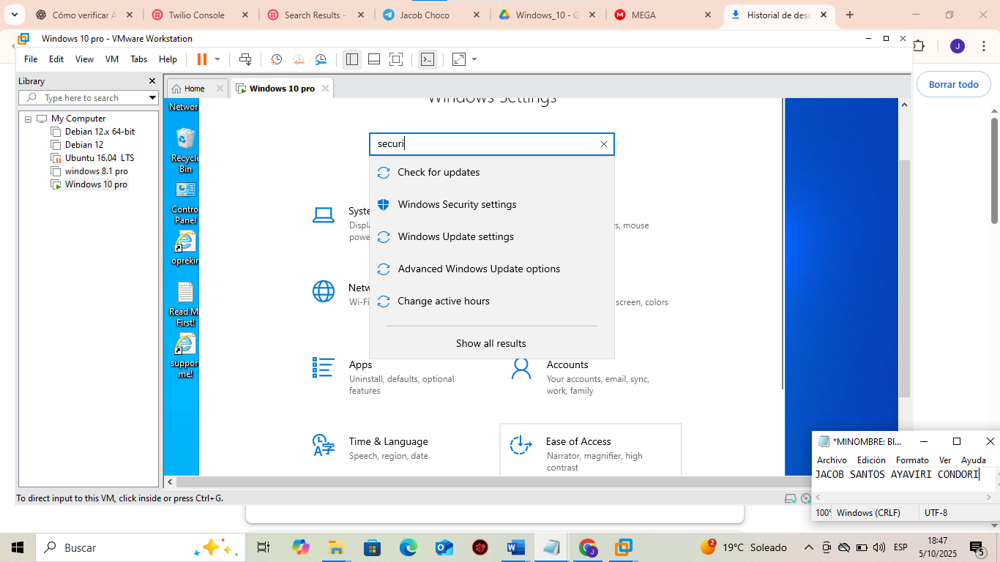 Cómo verificar A
Twilio Console
Search Results -
Jacob Choco
Windows_10 - G
MEGA
Historial de desc
Windows 10 pro - VMware Workstation
File Edit View VM Tabs Help
J
Borrar todo
Library
Type here to search
My Computer
Debian 12.x 64-bit
Debian 12
Ubuntu 16.04 LTS
windows 8.1 pro
Windows 10 pro
Home
Windows 10 pro
Networ
Recycle
Bin
Contro
Panel
oprekin
Read M
First!
suppor
me!
Windows Settings
securi
Check for updates
Windows Security settings
Windows Update settings
Advanced Windows Update options
Change active hours
Show all results
Syste
Displa
powe
rs, mouse
Netw
Wi-Fi
screen, colors
Apps
Uninstall, defaults, optional
features
Accounts
Your accounts, email, sync,
work, family
Time & Language
Speech, region, date
Ease of Access
Narrator, magnifier, high
contrast
To direct input to this VM, click inside or press Ctrl+G.
*MINOMBRE: Bl...
Archivo Edición Formato Ver Ayuda
JACOB SANTOS AYAVIRI CONDORI
100% Windows (CRLF) UTF-8
Buscar
2
19°C Soleado
ESP
18:47
5/10/2025
5